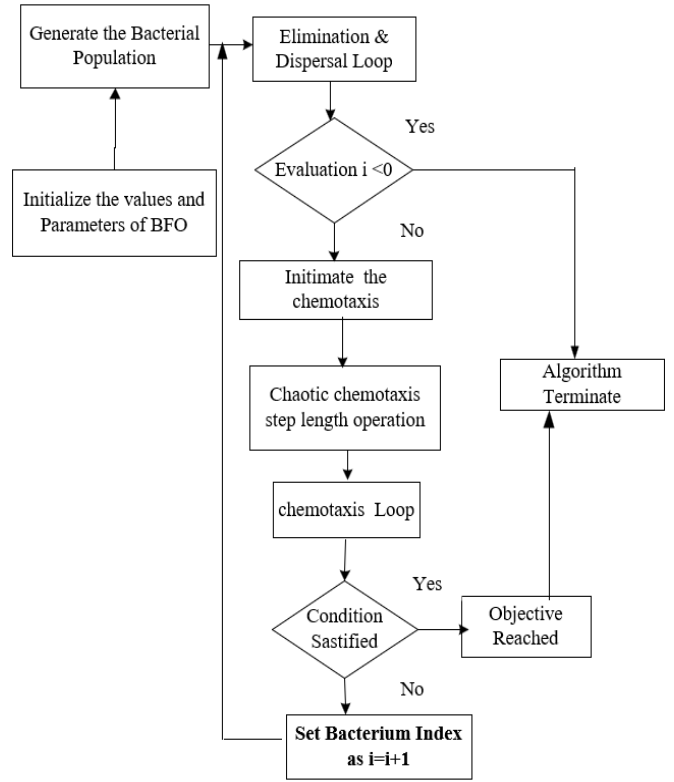 Generate the Bacterial
Population
Elimination &
Dispersal Loop
Initialize the values and
Parameters of BFO
Yes
Evaluation i <0
No
Initimate the
chemotaxis
Algorithm
Terminate
Chaotic chemotaxis
step length operation
chemotaxis Loop
Yes
Condition
Sastified
Objective
Reached
No
Set Bacterium Index
as i=i+1